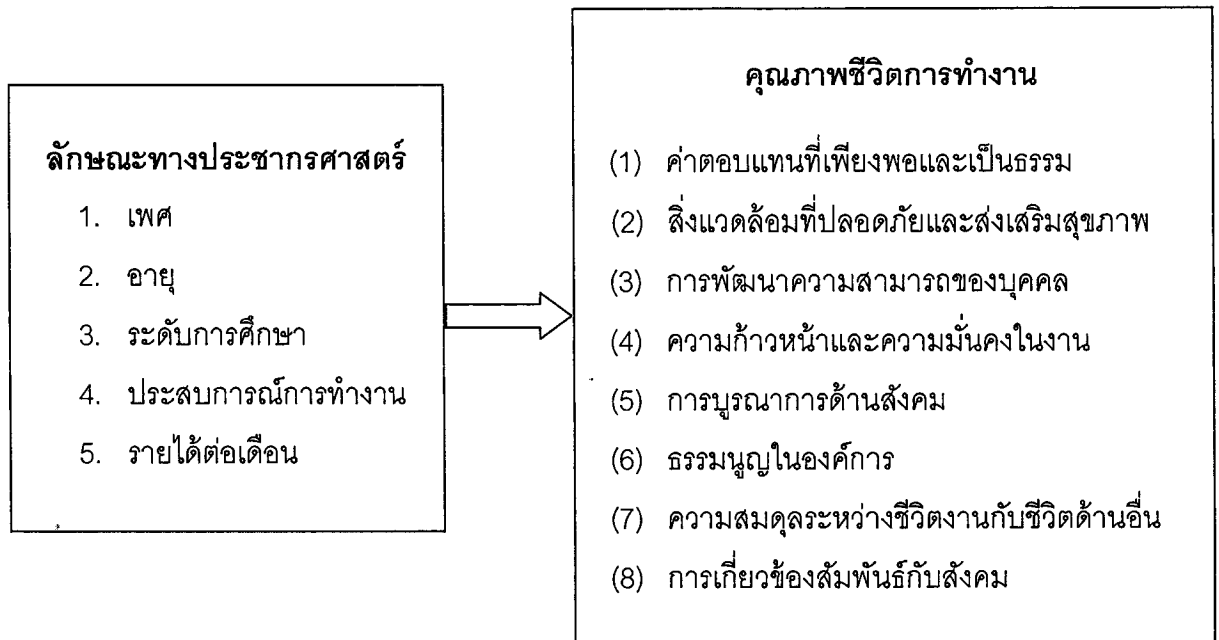 ลักษณะทางประชากรศาสตร์
1. เพศ
2. อายุ
3. ระดับการศึกษา
4. ประสบการณ์การทำงาน
5. รายได้ต่อเดือน
คุณภาพชีวิตการทำงาน
(1) ค่าตอบแทนที่เพียงพอและเป็นธรรม
(2) สิ่งแวดล้อมที่ปลอดภัยและส่งเสริมสุขภาพ
(3) การพัฒนาความสามารถของบุคคล
(4) ความก้าวหน้าและความมั่นคงในงาน
(5) การบูรณาการด้านสังคม
(6) ธรรมนูญในองค์การ
(7) ความสมดุลระหว่างชีวิตงานกับชีวิตด้านอื่น
(8) การเกี่ยวข้องสัมพันธ์กับสังคม